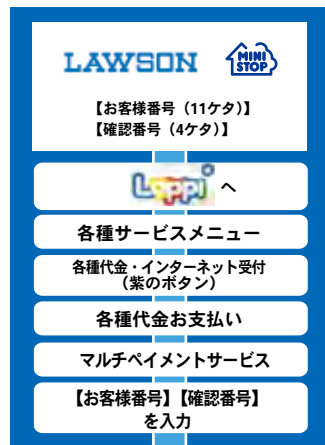 LAWSON
MINI
STOP
【お客様番号（11ケタ）】
【確認番号（4ケタ）】
Loppi へ
各種サービスメニュー
各種代金・インターネット受付
（紫のボタン）
各種代金お支払い
マルチペイメントサービス
【お客様番号】【確認番号】
を入力